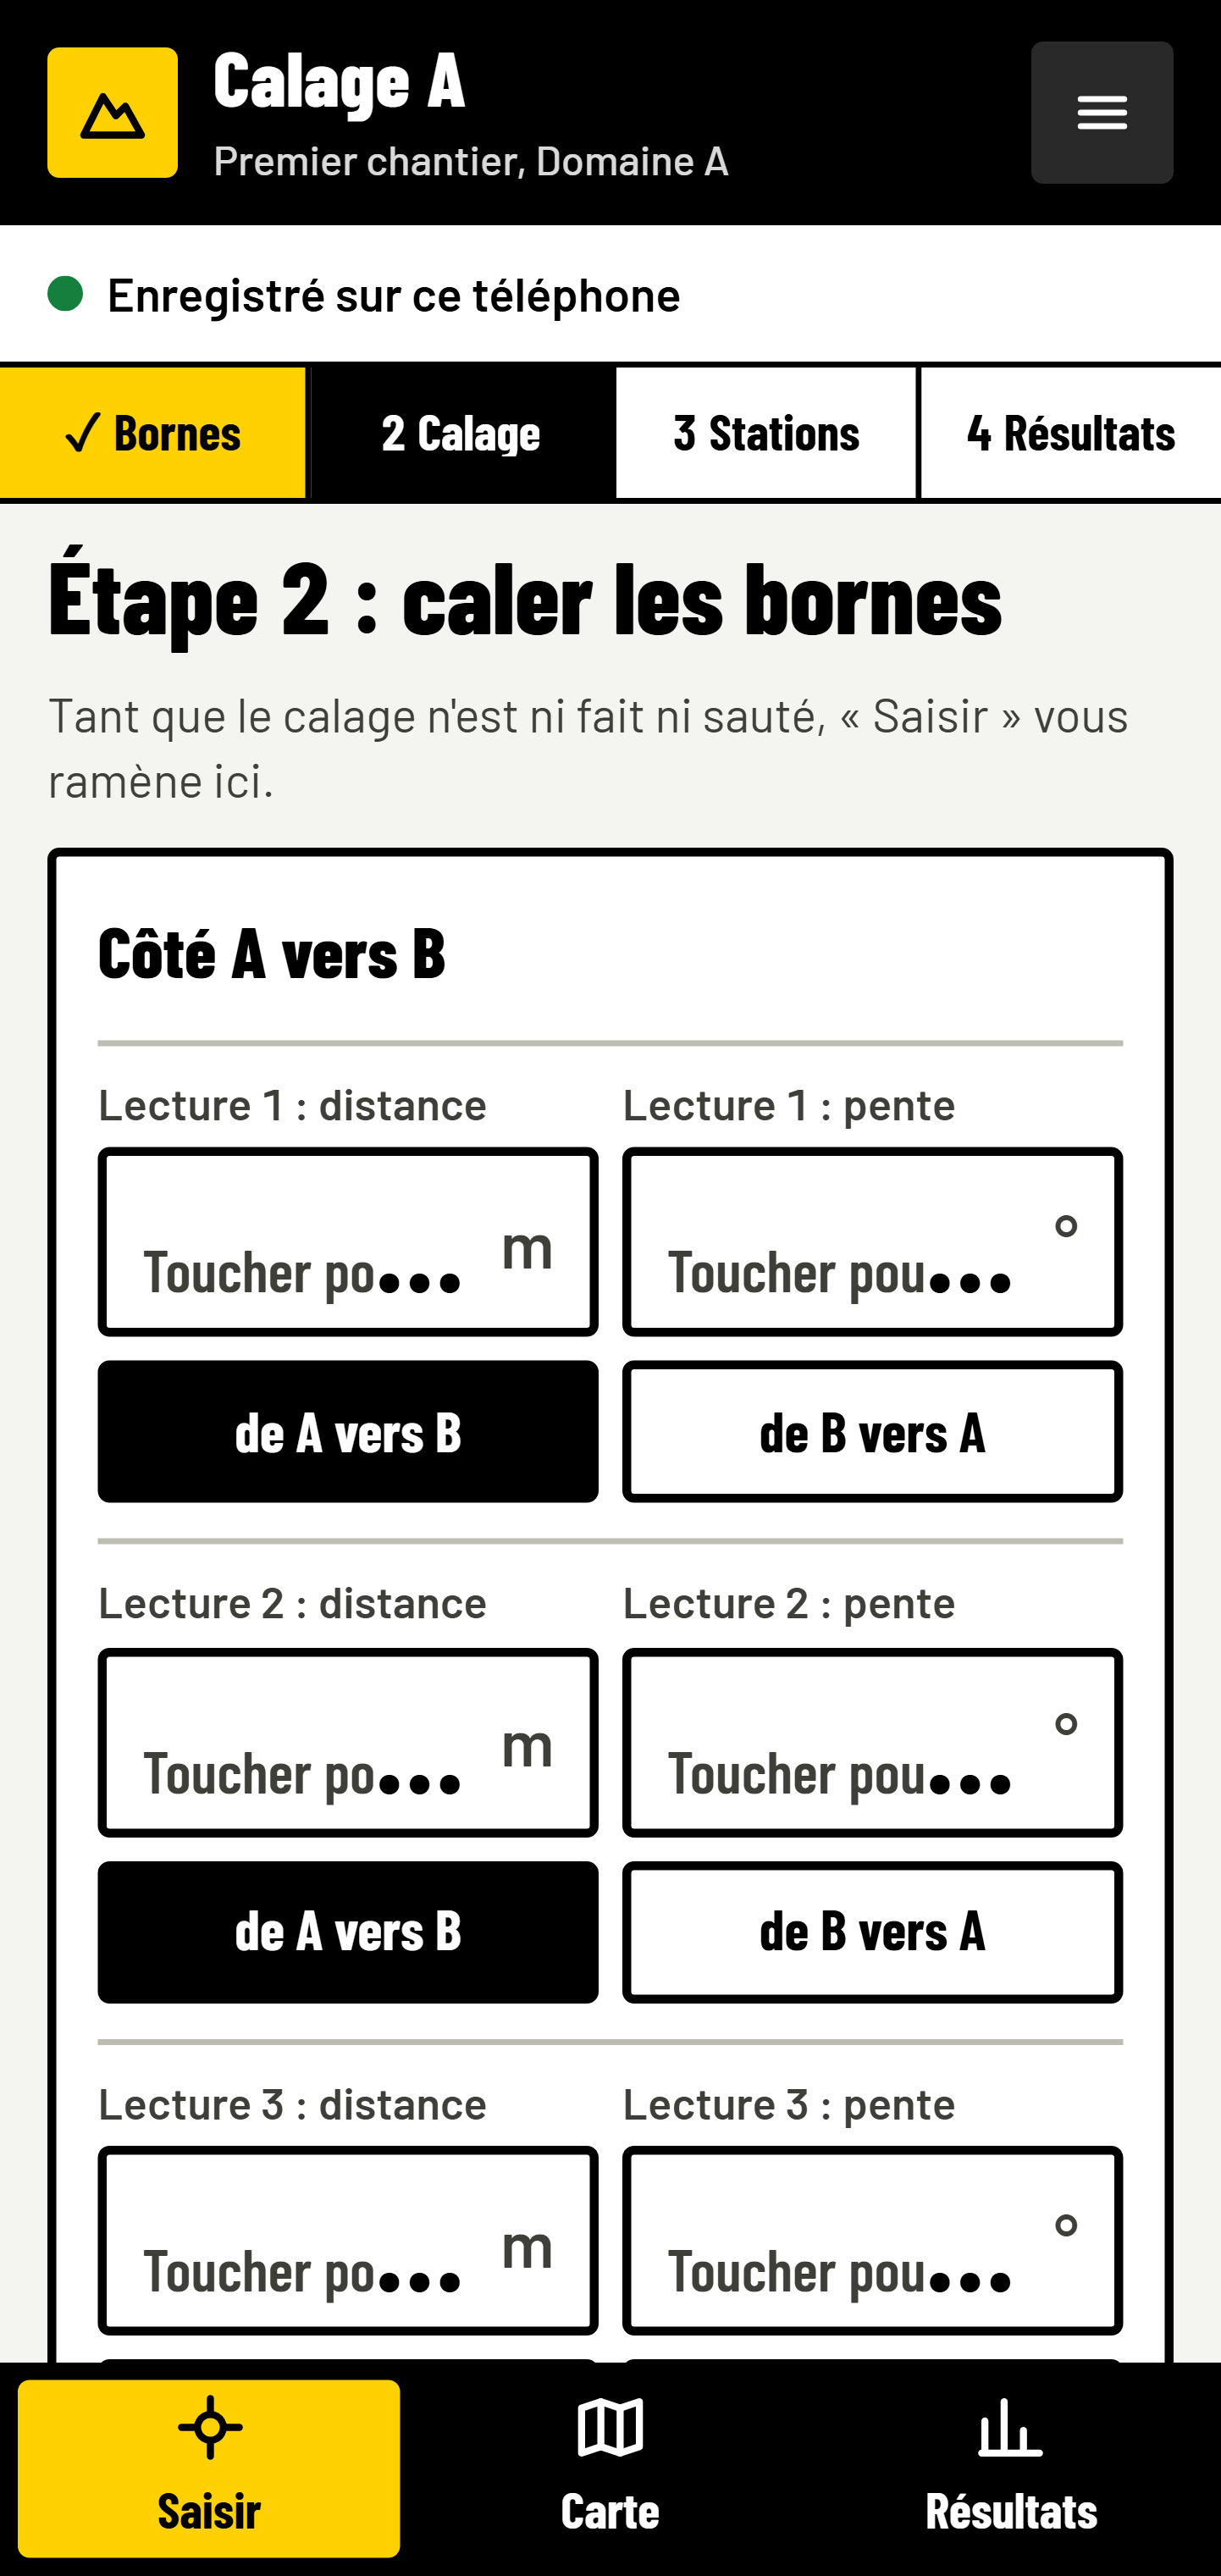 Calage A
Premier chantier, Domaine A
Enregistré sur ce téléphone
✓ Bornes
2 Calage
3 Stations
4 Résultats
Étape 2 : caler les bornes
Tant que le calage n'est ni fait ni sauté, « Saisir » vous
ramène ici.
Côté A vers B
Lecture 1 : distance
Lecture 1 : pente
Toucher po... m
Toucher pou... °
de A vers B
de B vers A
Lecture 2 : distance
Lecture 2 : pente
Toucher po... m
Toucher pou... °
de A vers B
de B vers A
Lecture 3 : distance
Lecture 3 : pente
Toucher po... m
Toucher pou... °
Saisir
Carte
Résultats